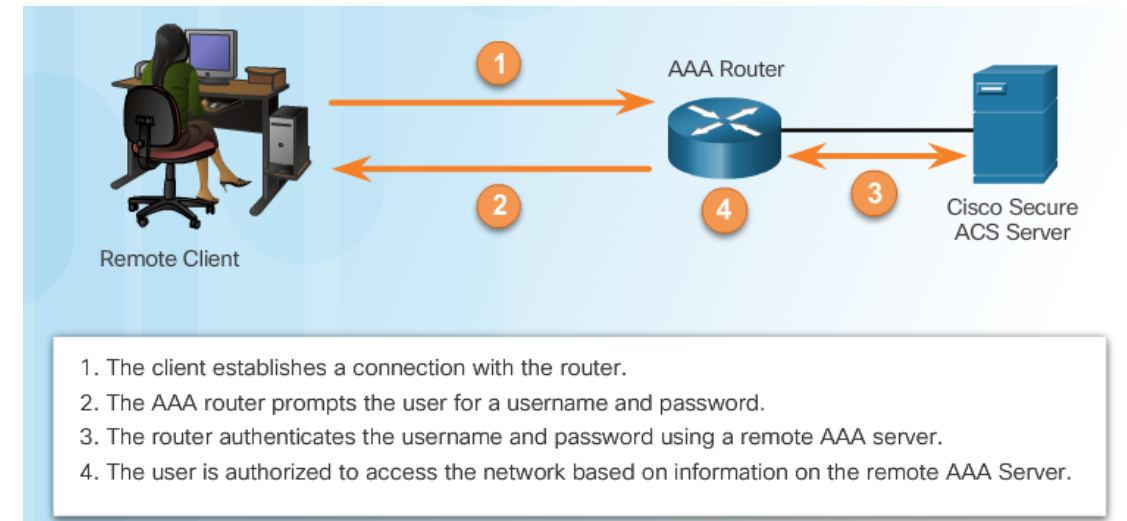 1
AAA Router
2
4
3
Cisco Secure
ACS Server
Remote Client
1. The client establishes a connection with the router.
2. The AAA router prompts the user for a username and password.
3. The router authenticates the username and password using a remote AAA server.
4. The user is authorized to access the network based on information on the remote AAA Server.